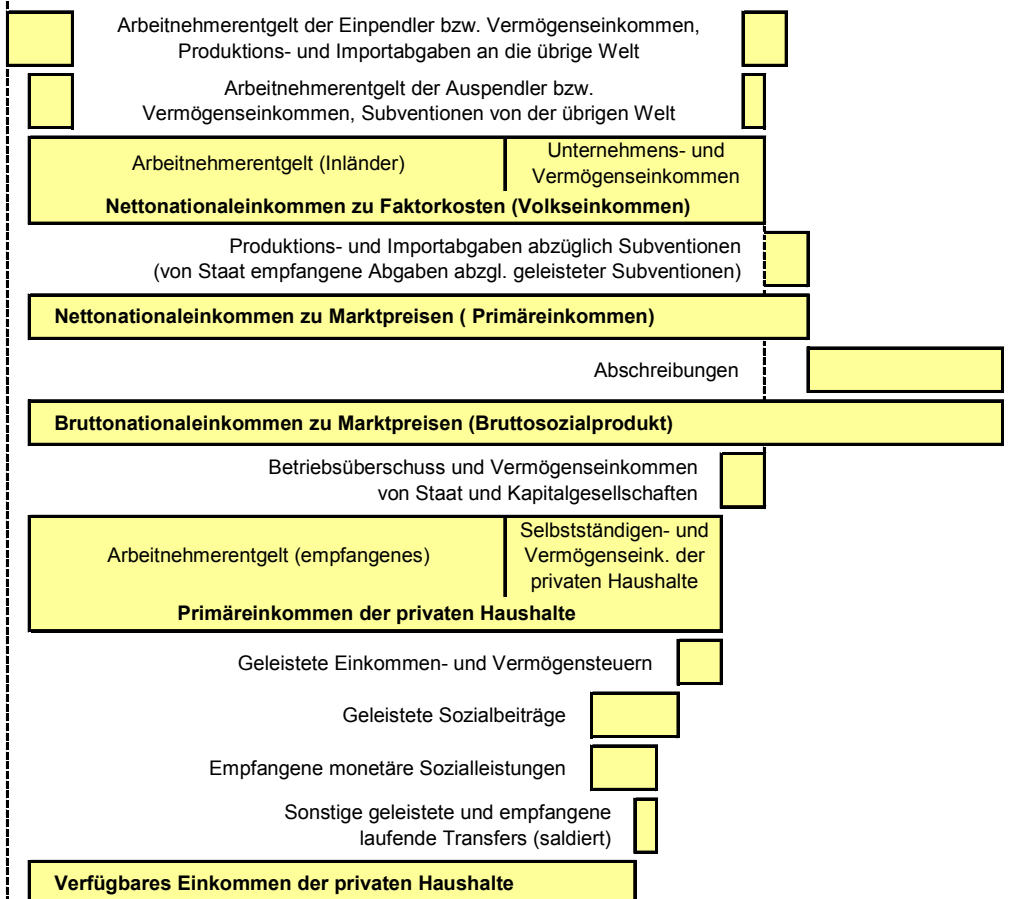 Arbeitnehmerentgelt der Einpendler bzw. Vermögenseinkommen,
Produktions- und Importabgaben an die übrige Welt
Arbeitnehmerentgelt der Auspendler bzw.
Vermögenseinkommen, Subventionen von der übrigen Welt
Arbeitnehmerentgelt (Inländer)
Unternehmens- und
Vermögenseinkommen
Nettonationaleinkommen zu Faktorkosten (Volkseinkommen)
Produktions- und Importabgaben abzüglich Subventionen
(von Staat empfangene Abgaben abzgl. geleisteter Subventionen)
Nettonationaleinkommen zu Marktpreisen ( Primäreinkommen)
Abschreibungen
Bruttonationaleinkommen zu Marktpreisen (Bruttosozialprodukt)
Betriebsüberschuss und Vermögenseinkommen
von Staat und Kapitalgesellschaften
Arbeitnehmerentgelt (empfangenes)
Selbstständigen- und
Vermögenseink. der
privaten Haushalte
Primäreinkommen der privaten Haushalte
Geleistete Einkommen- und Vermögensteuern
Geleistete Sozialbeiträge
Empfangene monetäre Sozialleistungen
Sonstige geleistete und empfangene
laufende Transfers (saldiert)
Verfügbares Einkommen der privaten Haushalte